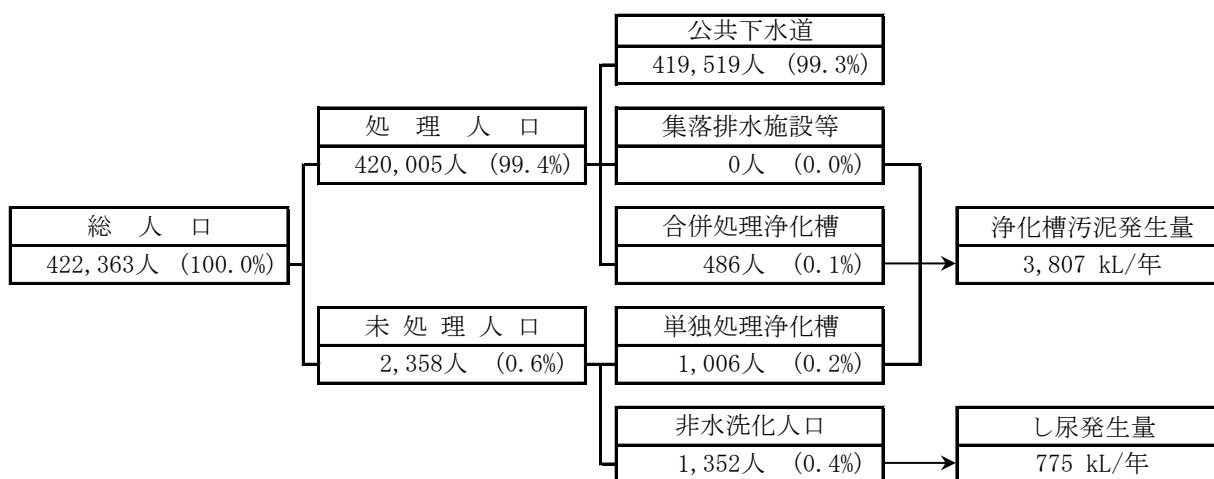 公共下水道
419,519人 (99.3%)
処 理 人 口
420,005人 (99.4%)
集落排水施設等
0人 (0.0%)
総 人 口
422,363人 (100.0%)
合併処理浄化槽
486人 (0.1%)
浄化槽汚泥発生量
3,807 kL/年
未 処 理 人 口
2,358人 (0.6%)
単独処理浄化槽
1,006人 (0.2%)
非水洗化人口
1,352人 (0.4%)
し尿発生量
775 kL/年